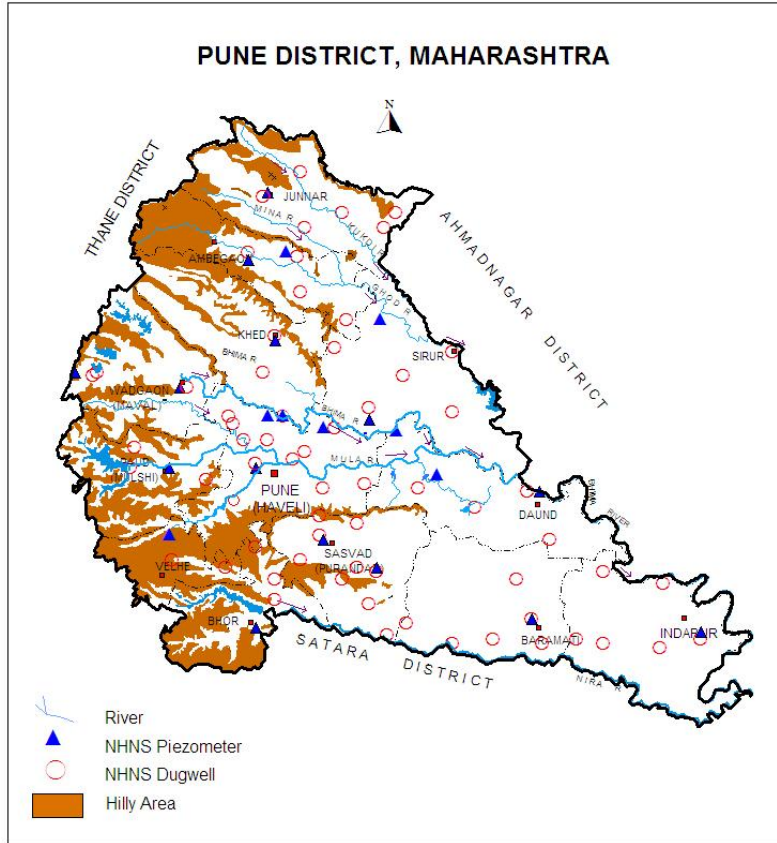 PUNE DISTRICT, MAHARASHTRA
N
THANE DISTRICT
JUNNAR
MINA R.
KUKDI R.
AHMADNAGAR DISTRICT
AMBEGAON
GHOD R.
KHED
SIRUR
BHIMA R.
WADGAON
(MAVAL)
BHIMA R.
PAUD
(MULSHI)
MULA R.
PUNE
(HAVELI)
DAUND
BHIMA
RIVER
SASVAD
(PURANDAR)
VELHE
BHOR
BARAMATI
INDAPUR
SATARA DISTRICT
NIRA R.
River
NHNS Piezometer
NHNS Dugwell
Hilly Area